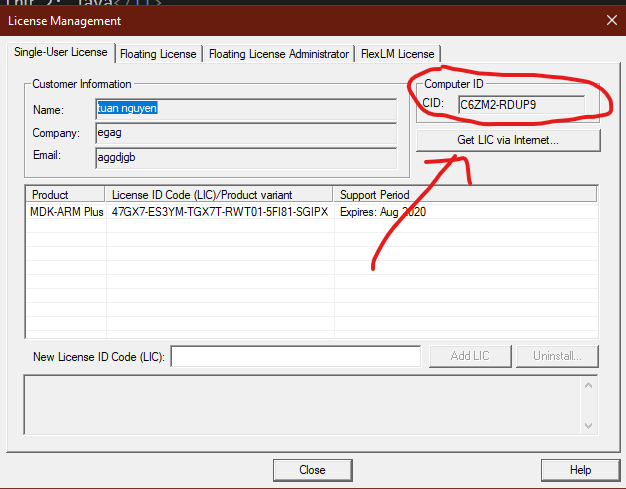 License Management
Single-User License
Floating License
Floating License Administrator
FlexLM License
Customer Information
Name: tuan nguyen
Company: egag
Email: aggdjgb
Computer ID
CID: C6ZM2-RDUP9
Get LIC via Internet...
Product License ID Code (LIC)/Product variant Support Period
MDK-ARM Plus 47GX7-ES3YM-TGX7T-RWT01-5FI81-SGIPX Expires: Aug 2020
New License ID Code (LIC):
Add LIC
Uninstall...
Close
Help